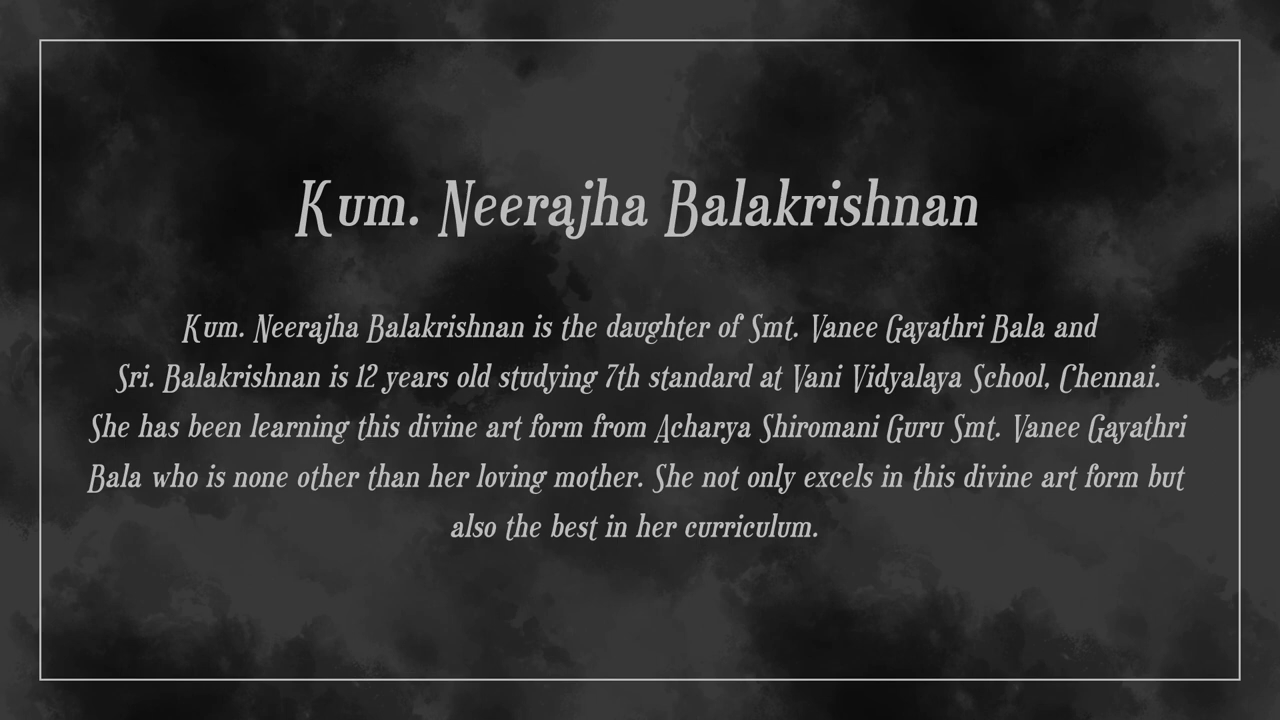 Kum. Neerajha Balakrishnan
Kum. Neerajha Balakrishnan is the daughter of Smt. Vanee Gayathri Bala and
Sri. Balakrishnan is 12 years old studying 7th standard at Vani Vidyalaya School, Chennai.
She has been learning this divine art form from Acharya Shiromani Guru Smt. Vanee Gayathri
Bala who is none other than her loving mother. She not only excels in this divine art form but
also the best in her curriculum.